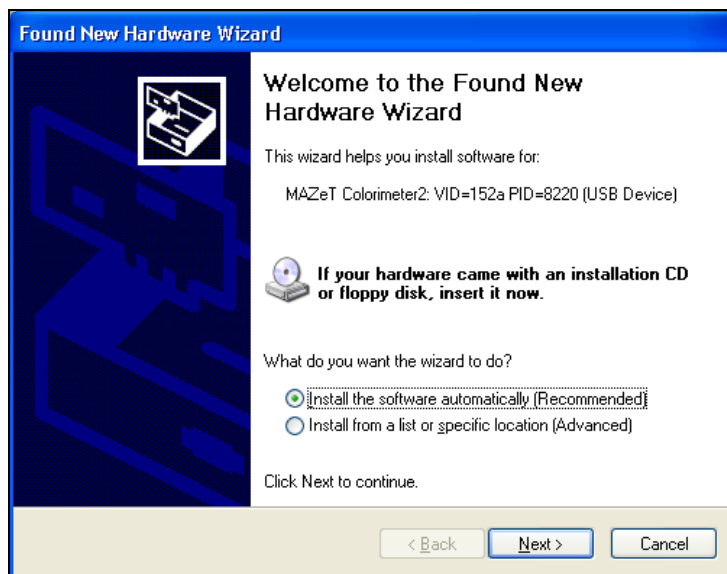 Found New Hardware Wizard
Welcome to the Found New
Hardware Wizard
This wizard helps you install software for:
MAZeT Colorimeter2: VID=152a PID=8220 (USB Device)
If your hardware came with an installation CD
or floppy disk, insert it now.
What do you want the wizard to do?
Install the software automatically (Recommended)
Install from a list or specific location (Advanced)
Click Next to continue.
< Back Next > Cancel